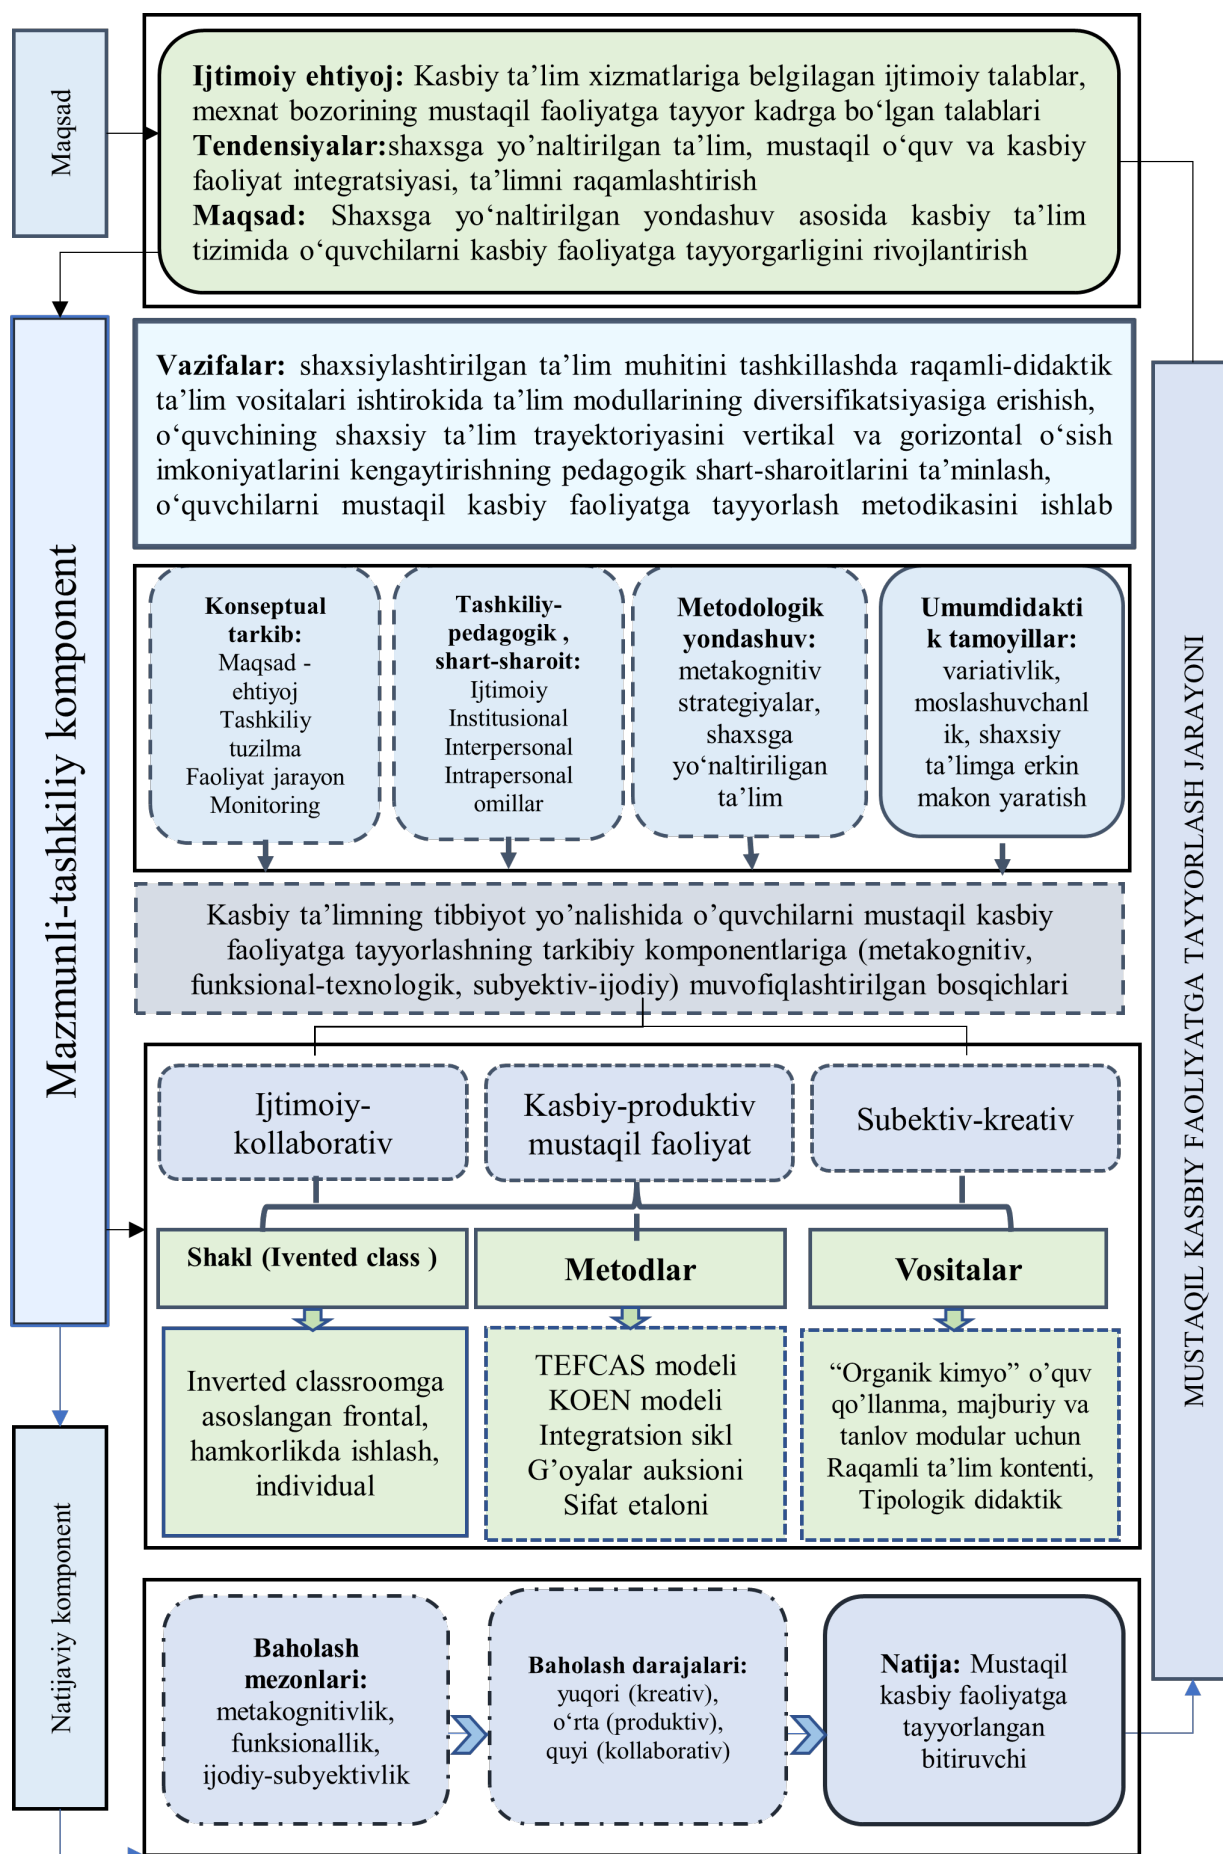 Maqsad
Ijtimoiy ehtiyoj: Kasbiy ta’lim xizmatlariga belgilagan ijtimoiy talablar,
mexnat bozorining mustaqil faoliyatga tayyor kadrga bo‘lgan talablari
Tendensiyalar:shaxsga yo’naltirilgan ta’lim, mustaqil o‘quv va kasbiy
faoliyat integratsiyasi, ta’limni raqamlashtirish
Maqsad: Shaxsga yo‘naltirilgan yondashuv asosida kasbiy ta’lim
tizimida o‘quvchilarni kasbiy faoliyatga tayyorgarligini rivojlantirish
Mazmunli-tashkiliy komponent
Vazifalar: shaxsiylashtirilgan ta’lim muhitini tashkillashda raqamli-didaktik
ta’lim vositalari ishtirokida ta’lim modullarining diversifikatsiyasiga erishish,
o‘quvchining shaxsiy ta’lim trayektoriyasini vertikal va gorizontal o‘sish
imkoniyatlarini kengaytirishning pedagogik shart-sharoitlarini ta’minlash,
o‘quvchilarni mustaqil kasbiy faoliyatga tayyorlash metodikasini ishlab
Konseptual
tarkib:
Maqsad -
ehtiyoj
Tashkiliy
tuzilma
Faoliyat jarayon
Monitoring
Tashkiliy-
pedagogik ,
shart-sharoit:
Ijtimoiy
Institusional
Interpersonal
Intrapersonal
omillar
Metodologik
yondashuv:
metakognitiv
strategiyalar,
shaxsga
yo‘naltiriligan
ta’lim
Umumdidakti
k tamoyillar:
variativlik,
moslashuvchanl
ik, shaxsiy
ta’limga erkin
makon yaratish
Kasbiy ta’limning tibbiyot yo’nalishida o’quvchilarni mustaqil kasbiy
faoliyatga tayyorlashning tarkibiy komponentlariga (metakognitiv,
funksional-texnologik, subyektiv-ijodiy) muvofiqlashtirilgan bosqichlari
Ijtimoiy-
kollaborativ
Kasbiy-produktiv
mustaqil faoliyat
Subektiv-kreativ
Shakl (Ivented class )
Metodlar
Vositalar
Inverted classroomga
asoslangan frontal,
hamkorlikda ishlash,
individual
TEFCAS modeli
KOEN modeli
Integratsion sikl
G’oyalar auksioni
Sifat etaloni
“Organik kimyo” o’quv
qo’llanma, majburiy va
tanlov modular uchun
Raqamli ta’lim kontenti,
Tipologik didaktik
Natijaviy komponent
Baholash
mezonlari:
metakognitivlik,
funksionallik,
ijodiy-subyektivlik
Baholash darajalari:
yuqori (kreativ),
o‘rta (produktiv),
quyi (kollaborativ)
Natija: Mustaqil
kasbiy faoliyatga
tayyorlangan
bitiruvchi
MUSTAQIL KASBIY FAOLIYATGA TAYYORLASH JARAYONI